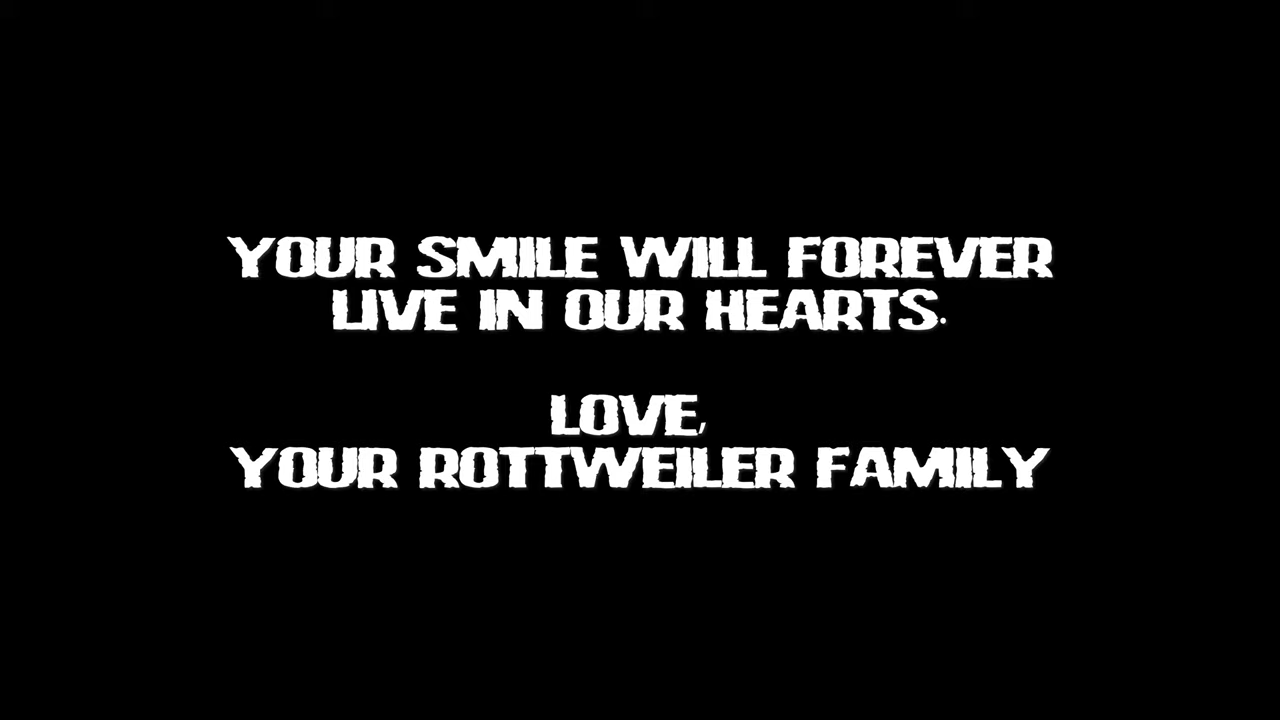 YOUR SMILE WILL FOREVER
LIVE IN OUR HEARTS.
LOVE,
YOUR ROTTWEILER FAMILY